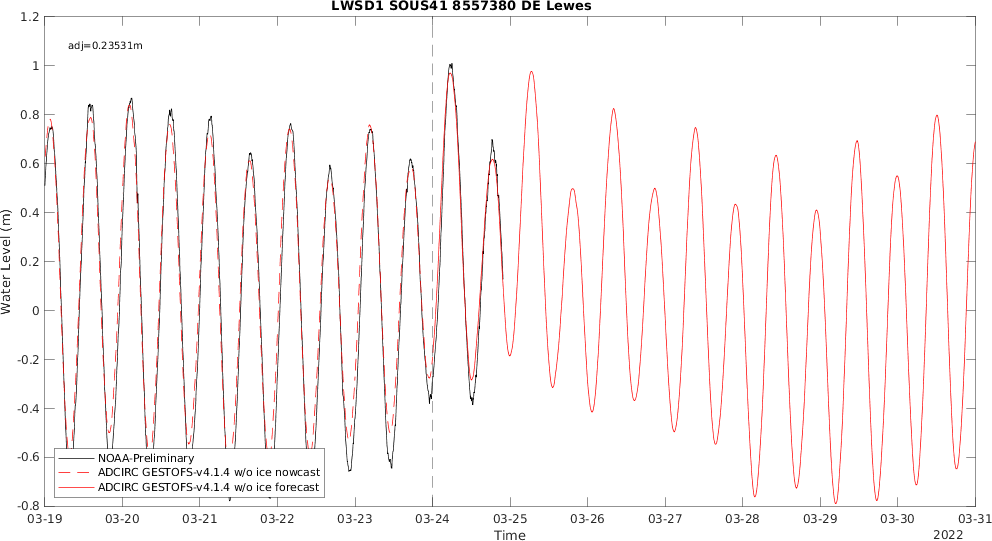 LWSD1 SOUS41 8557380 DE Lewes
adj=0.23531m
1.2
1
0.8
0.6
0.4
0.2
0
-0.2
-0.4
-0.6
-0.8
Water Level (m)
NOAA-Preliminary
ADCIRC GESTOFS-v4.1.4 w/o ice nowcast
ADCIRC GESTOFS-v4.1.4 w/o ice forecast
03-19 03-20 03-21 03-22 03-23 03-24 03-25 03-26 03-27 03-28 03-29 03-30 03-31
Time
2022